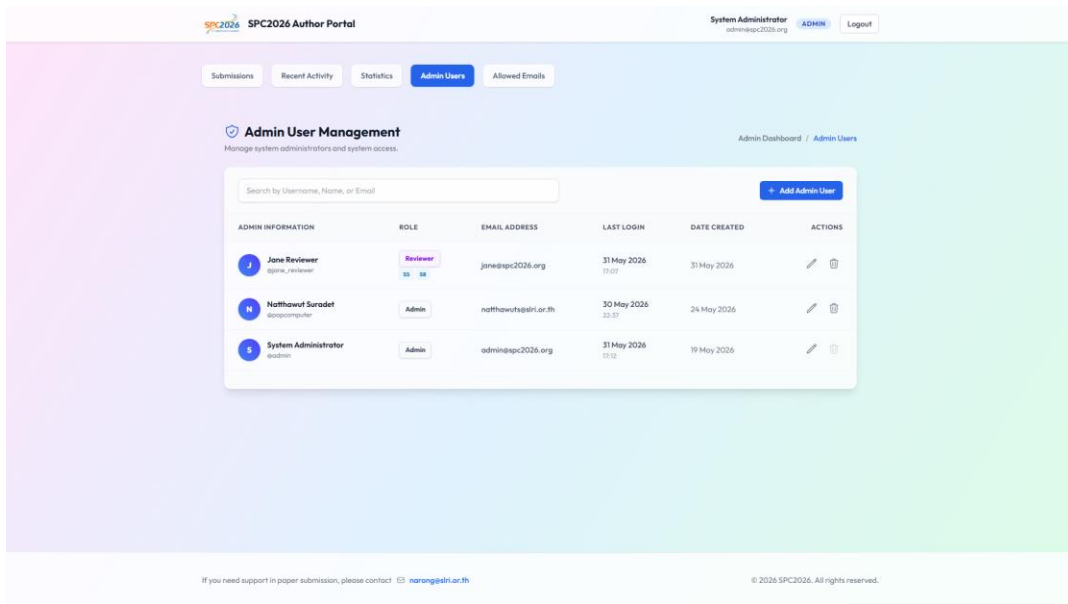 SPC2026 SPC2026 Author Portal
System Administrator
admin@spc2026.org
ADMIN
Logout
Submissions
Recent Activity
Statistics
Admin Users
Allowed Emails
Admin User Management
Manage system administrators and system access.
Admin Dashboard / Admin Users
Search by Username, Name, or Email
+ Add Admin User
ADMIN INFORMATION ROLE EMAIL ADDRESS LAST LOGIN DATE CREATED ACTIONS
J Jane Reviewer
@jane_reviewer
Reviewer
S5 S8
jane@spc2026.org
31 May 2026
17:07
31 May 2026
N Natthawut Suradet
@popcomputer
Admin
natthawuts@slri.or.th
30 May 2026
22:37
24 May 2026
S System Administrator
@admin
Admin
admin@spc2026.org
31 May 2026
17:12
19 May 2026
If you need support in paper submission, please contact narong@slri.or.th
© 2026 SPC2026. All rights reserved.